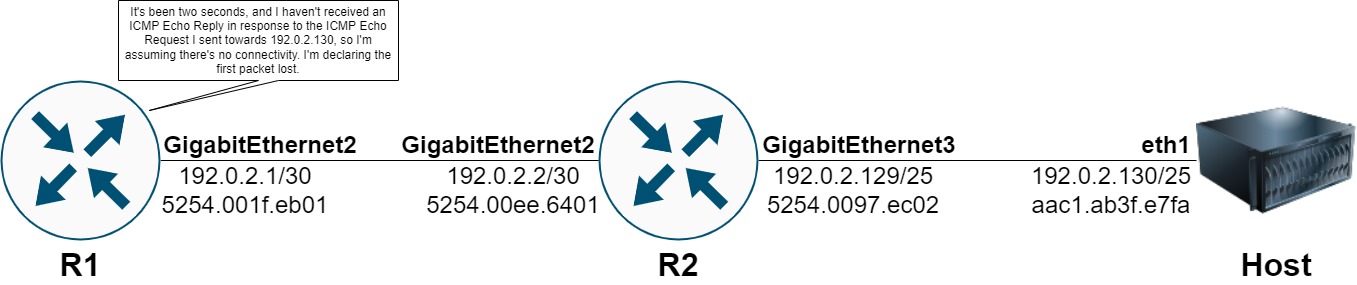 It's been two seconds, and I haven't received an
ICMP Echo Reply in response to the ICMP Echo
Request I sent towards 192.0.2.130, so I'm
assuming there's no connectivity. I'm declaring the
first packet lost.
GigabitEthernet2
192.0.2.1/30
5254.001f.eb01
GigabitEthernet2
192.0.2.2/30
5254.00ee.6401
GigabitEthernet3
192.0.2.129/25
5254.0097.ec02
eth1
192.0.2.130/25
aac1.ab3f.e7fa
R1
R2
Host